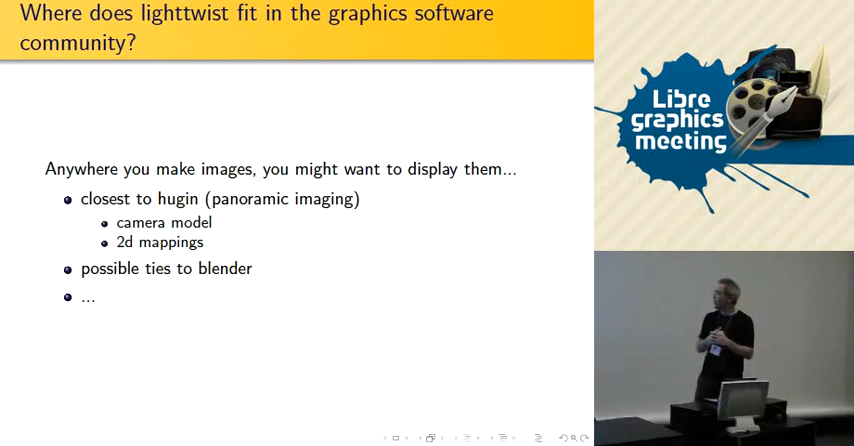 Where does lighttwist fit in the graphics software
community?
Anywhere you make images, you might want to display them...
closest to hugin (panoramic imaging)
camera model
2d mappings
possible ties to blender
...
Libre
graphics
meeting